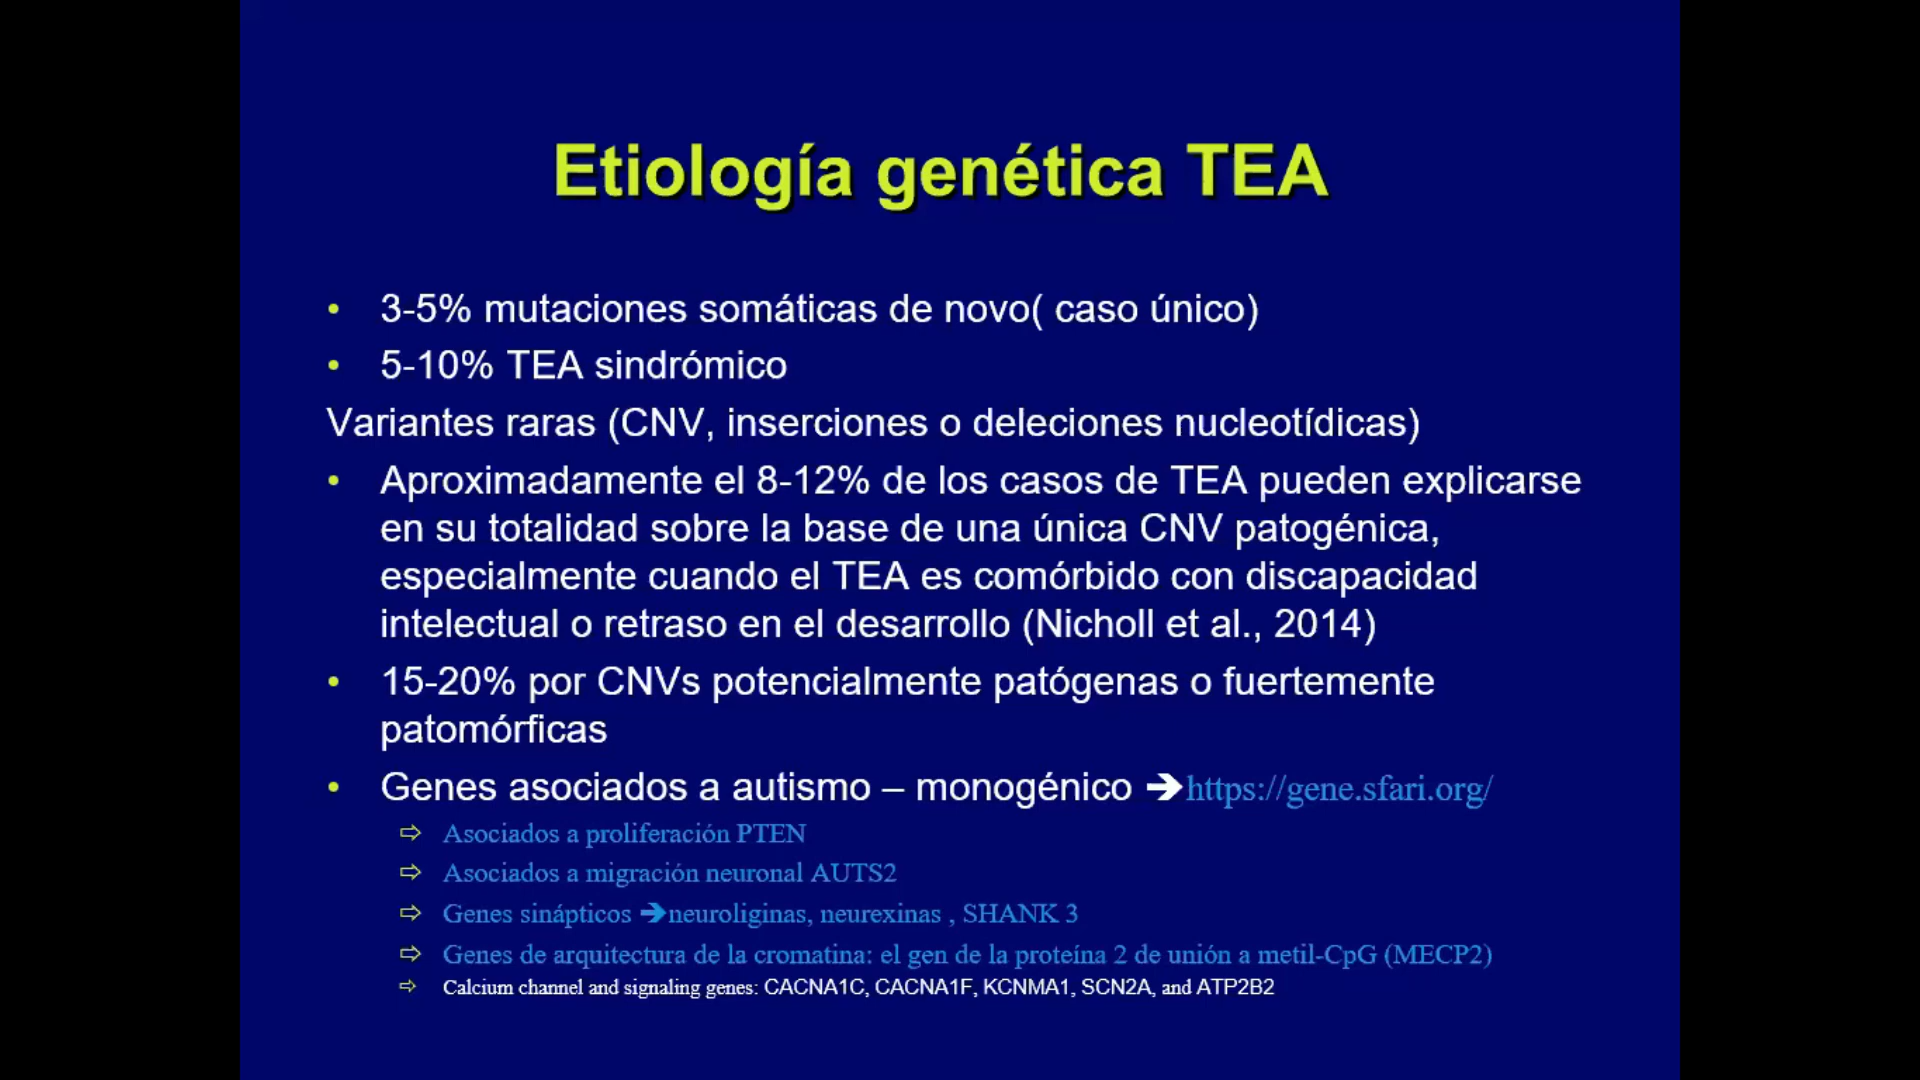 Etiología genética TEA
• 3-5% mutaciones somáticas de novo( caso único)
• 5-10% TEA sindrómico
Variantes raras (CNV, inserciones o deleciones nucleotídicas)
• Aproximadamente el 8-12% de los casos de TEA pueden explicarse
en su totalidad sobre la base de una única CNV patogénica,
especialmente cuando el TEA es comórbido con discapacidad
intelectual o retraso en el desarrollo (Nicholl et al., 2014)
• 15-20% por CNVs potencialmente patógenas o fuertemente
patomórficas
• Genes asociados a autismo – monogénico ➔https://gene.sfari.org/
⇨ Asociados a proliferación PTEN
⇨ Asociados a migración neuronal AUTS2
⇨ Genes sinápticos ➔neuroliginas, neurexinas , SHANK 3
⇨ Genes de arquitectura de la cromatina: el gen de la proteína 2 de unión a metil-CpG (MECP2)
⇨ Calcium channel and signaling genes: CACNA1C, CACNA1F, KCNMA1, SCN2A, and ATP2B2